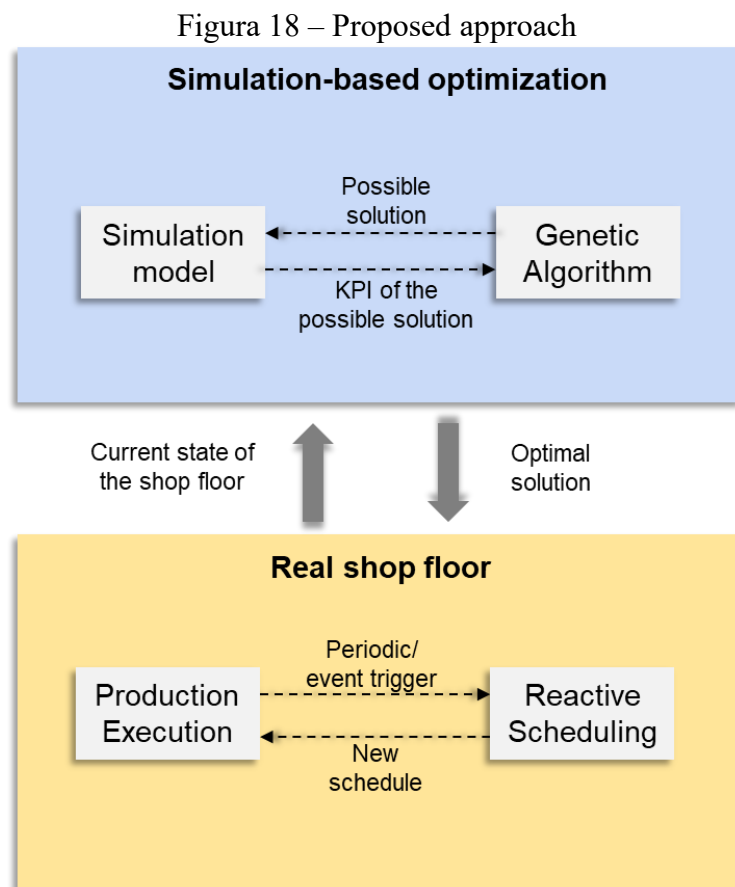 Figura 18 – Proposed approach
Simulation-based optimization
Possible
solution
Simulation
model
Genetic
Algorithm
KPI of the
possible solution
Current state of
the shop floor
Optimal
solution
Real shop floor
Periodic/
event trigger
Production
Execution
Reactive
Scheduling
New
schedule